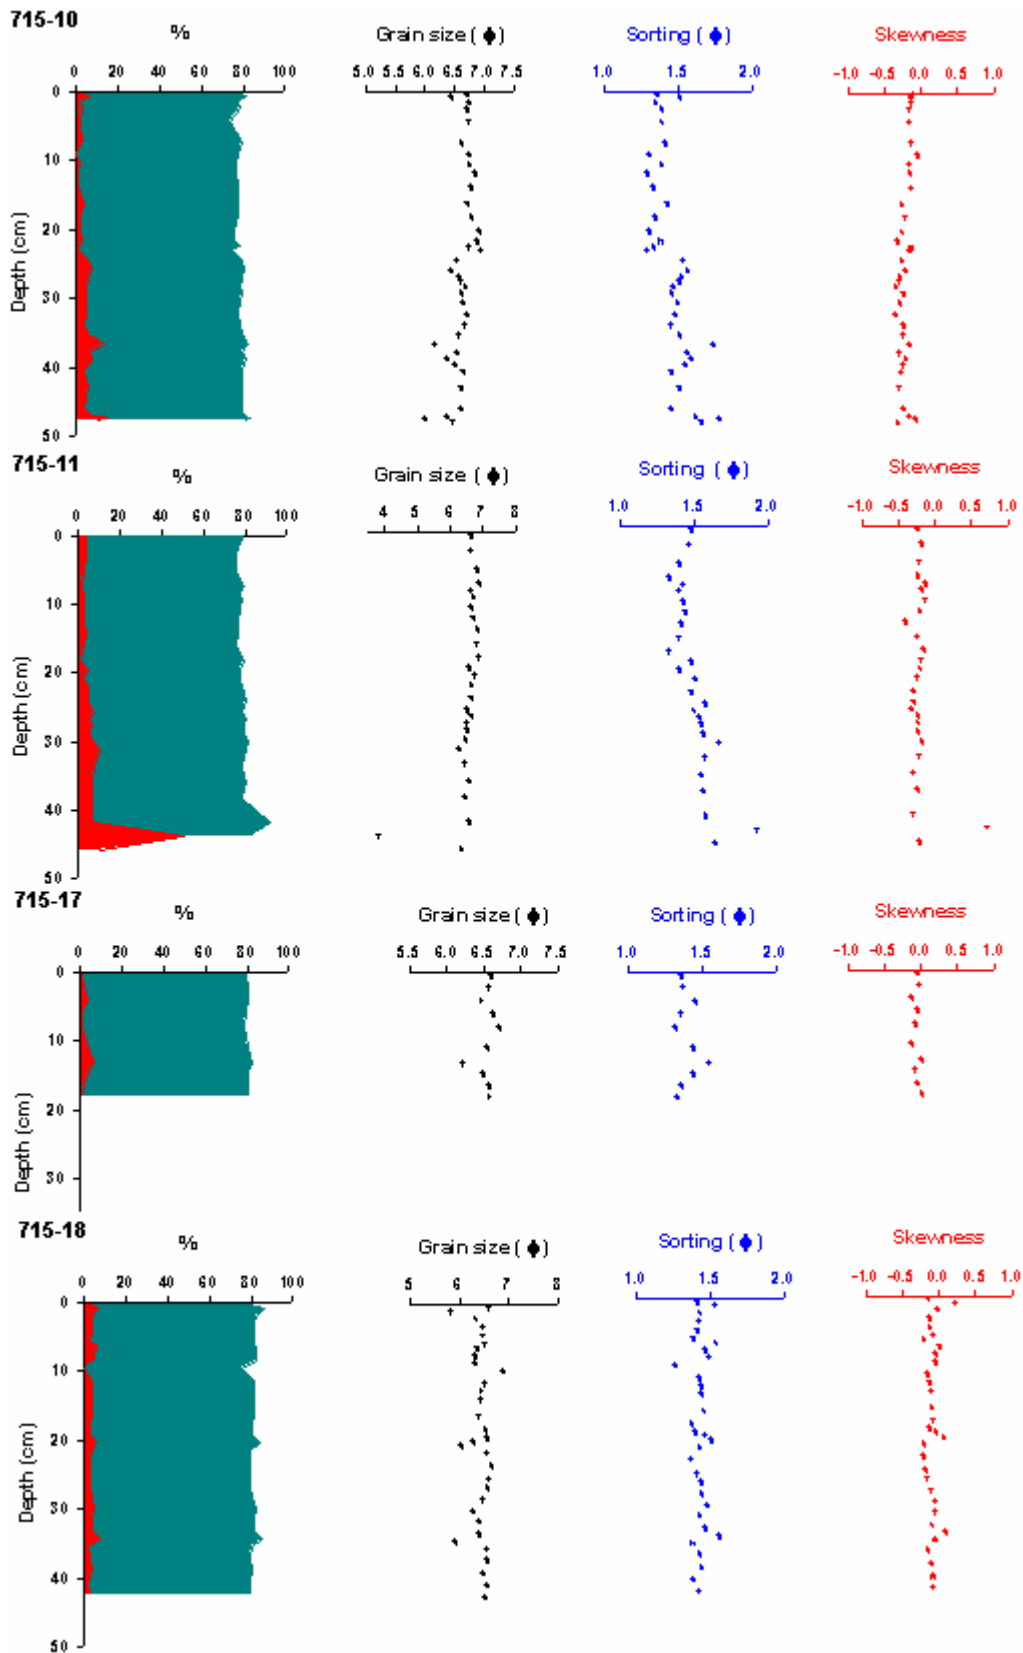 715-10
% Grain size ( ϕ ) Sorting ( ϕ ) Skewness
0 20 40 60 80 100 5.0 5.5 6.0 6.5 7.0 7.5 1.0 1.5 2.0 -1.0 -0.5 0.0 0.5 1.0
0
10
20
30
40
50
Depth (cm)
715-11
% Grain size ( ϕ ) Sorting ( ϕ ) Skewness
0 20 40 60 80 100 4 5 6 7 8 1.0 1.5 2.0 -1.0 -0.5 0.0 0.5 1.0
0
10
20
30
40
50
Depth (cm)
715-17
% Grain size ( ϕ ) Sorting ( ϕ ) Skewness
0 20 40 60 80 100 5.5 6.0 6.5 7.0 7.5 1.0 1.5 2.0 -1.0 -0.5 0.0 0.5 1.0
0
10
20
30
Depth (cm)
715-18
% Grain size ( ϕ ) Sorting ( ϕ ) Skewness
0 20 40 60 80 100 5 6 7 8 1.0 1.5 2.0 -1.0 -0.5 0.0 0.5 1.0
0
10
20
30
40
50
Depth (cm)